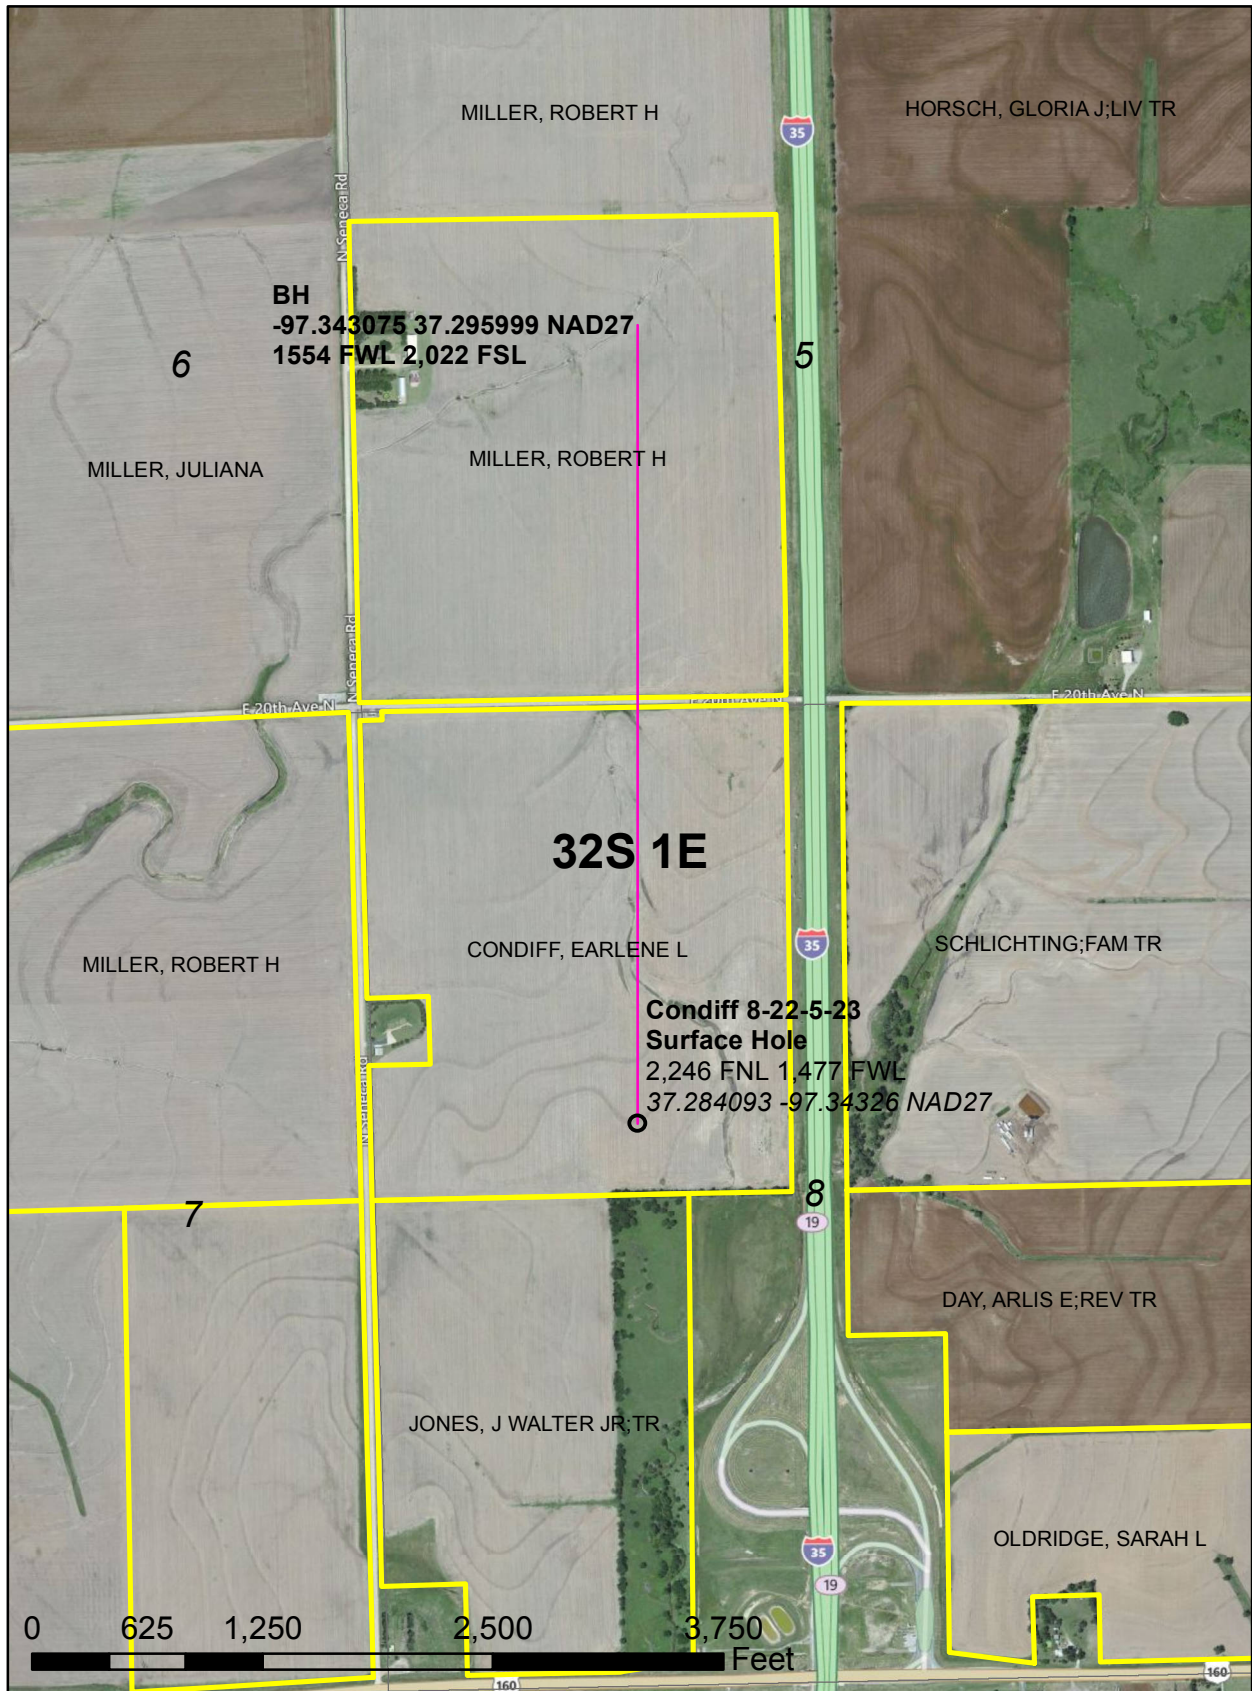 MILLER, ROBERT H
HORSCH, GLORIA J;LIV TR
35
N Seneca Rd
BH
-97.343075 37.295999 NAD27
1554 FWL 2,022 FSL
6
5
MILLER, JULIANA
MILLER, ROBERT H
N Seneca Rd
E 20th Ave N
E 20th Ave N
E 20th Ave N
32S 1E
MILLER, ROBERT H
CONDIFF, EARLENE L
35
SCHLICHTING;FAM TR
Condiff 8-22-5-23
Surface Hole
2,246 FNL 1,477 FWL
37.284093 -97.34326 NAD27
N Seneca Rd
7
8
19
DAY, ARLIS E;REV TR
JONES, J WALTER JR;TR
OLDRIDGE, SARAH L
35
19
0 625 1,250 2,500 3,750
Feet
160
160